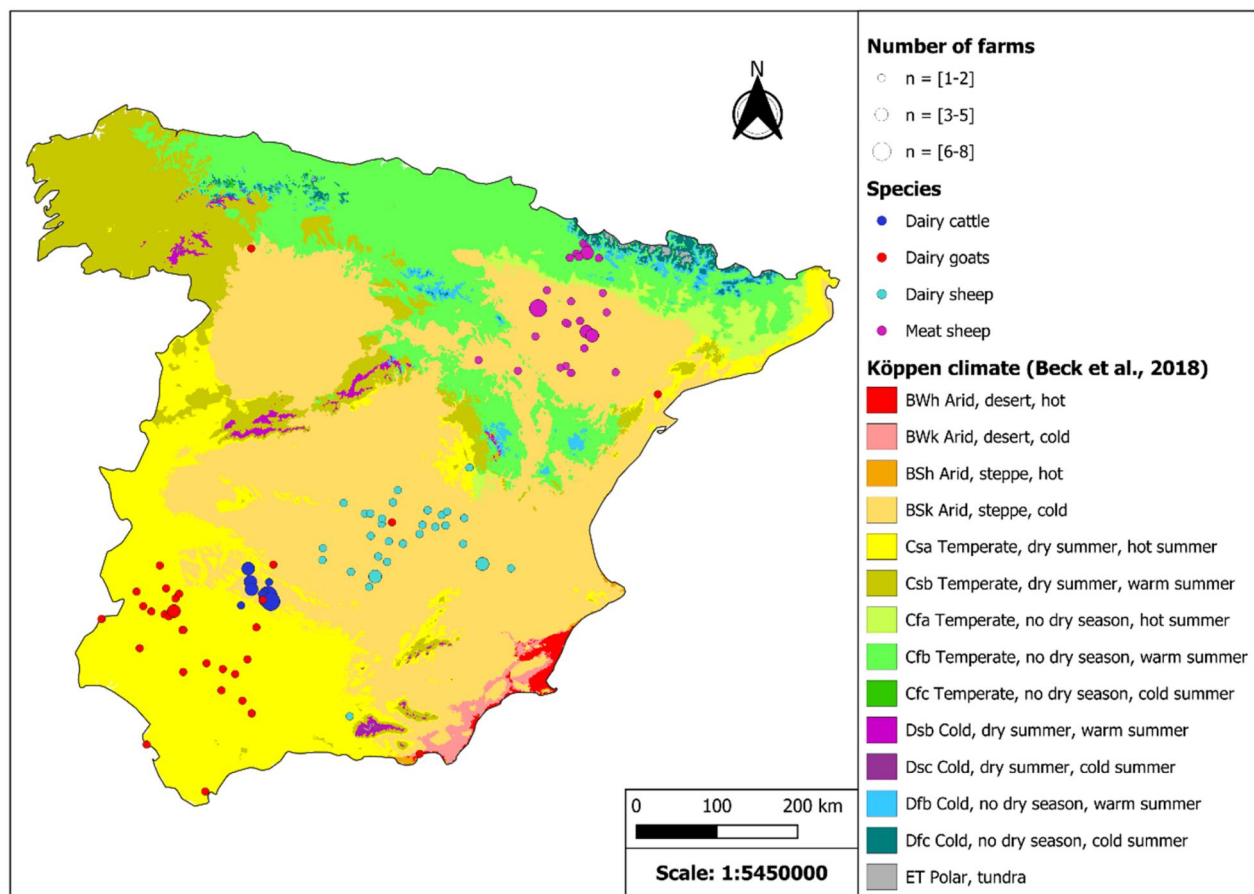 N
0 100 200 km
Scale: 1:5450000
Number of farms
n = [1-2]
n = [3-5]
n = [6-8]
Species
Dairy cattle
Dairy goats
Dairy sheep
Meat sheep
Köppen climate (Beck et al., 2018)
BWh Arid, desert, hot
BWk Arid, desert, cold
BSh Arid, steppe, hot
BSk Arid, steppe, cold
Csa Temperate, dry summer, hot summer
Csb Temperate, dry summer, warm summer
Cfa Temperate, no dry season, hot summer
Cfb Temperate, no dry season, warm summer
Cfc Temperate, no dry season, cold summer
Dsb Cold, dry summer, warm summer
Dsc Cold, dry summer, cold summer
Dfb Cold, no dry season, warm summer
Dfc Cold, no dry season, cold summer
ET Polar, tundra